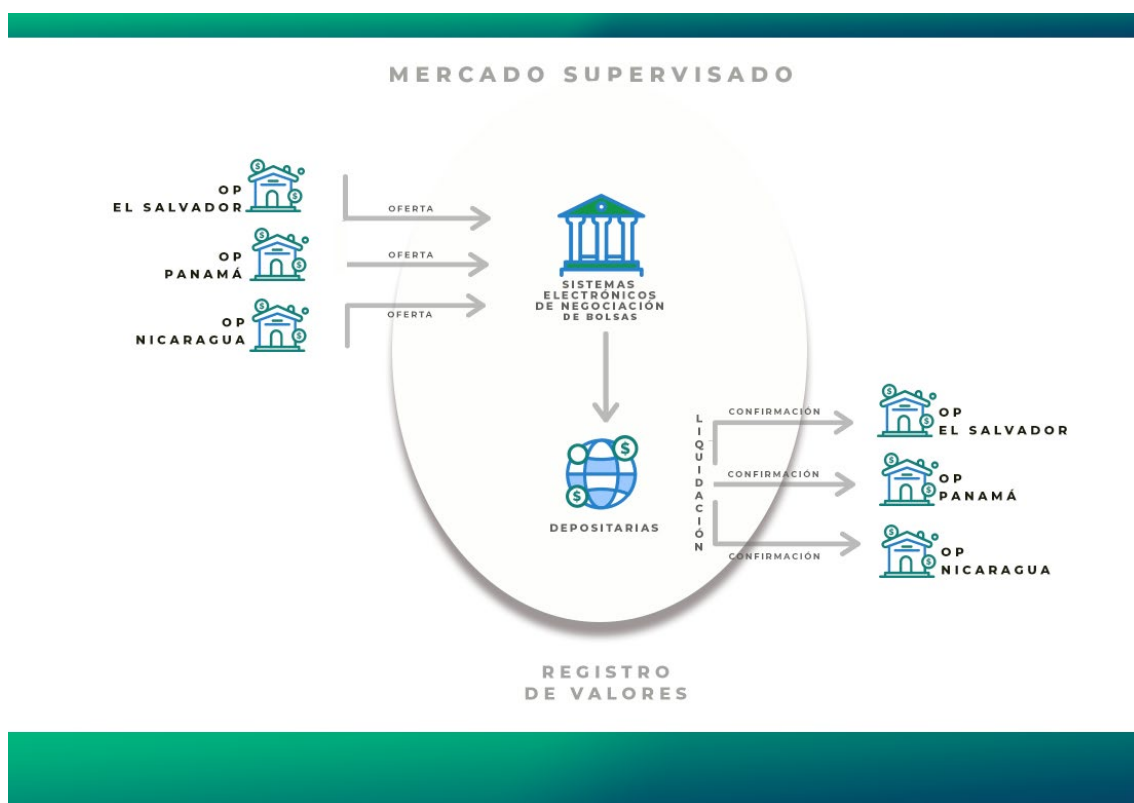 MERCADO SUPERVISADO
OP
EL SALVADOR
OFERTA
OP
PANAMÁ
OFERTA
OP
NICARAGUA
OFERTA
SISTEMAS
ELECTRÓNICOS
DE NEGOCIACIÓN
DE BOLSAS
DEPOSITARIAS
LIQUIDACIÓN
CONFIRMACIÓN
OP
EL SALVADOR
CONFIRMACIÓN
OP
PANAMÁ
CONFIRMACIÓN
OP
NICARAGUA
REGISTRO
DE VALORES